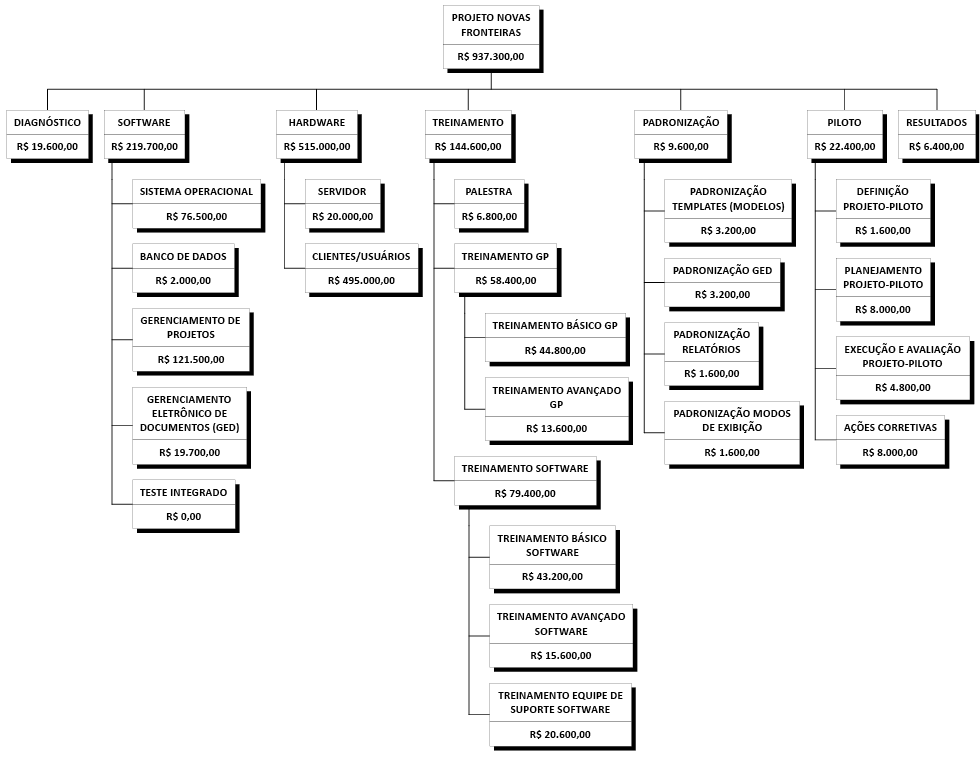 PROJETO NOVAS
FRONTEIRAS
R$ 937.300,00
DIAGNÓSTICO
R$ 19.600,00
SOFTWARE
R$ 219.700,00
SISTEMA OPERACIONAL
R$ 76.500,00
BANCO DE DADOS
R$ 2.000,00
GERENCIAMENTO DE
PROJETOS
R$ 121.500,00
GERENCIAMENTO
ELETRÔNICO DE
DOCUMENTOS (GED)
R$ 19.700,00
TESTE INTEGRADO
R$ 0,00
HARDWARE
R$ 515.000,00
SERVIDOR
R$ 20.000,00
CLIENTES/USUÁRIOS
R$ 495.000,00
TREINAMENTO
R$ 144.600,00
PALESTRA
R$ 6.800,00
TREINAMENTO GP
R$ 58.400,00
TREINAMENTO BÁSICO GP
R$ 44.800,00
TREINAMENTO AVANÇADO
GP
R$ 13.600,00
TREINAMENTO SOFTWARE
R$ 79.400,00
TREINAMENTO BÁSICO
SOFTWARE
R$ 43.200,00
TREINAMENTO AVANÇADO
SOFTWARE
R$ 15.600,00
TREINAMENTO EQUIPE DE
SUPORTE SOFTWARE
R$ 20.600,00
PADRONIZAÇÃO
R$ 9.600,00
PADRONIZAÇÃO
TEMPLATES (MODELOS)
R$ 3.200,00
PADRONIZAÇÃO GED
R$ 3.200,00
PADRONIZAÇÃO
RELATÓRIOS
R$ 1.600,00
PADRONIZAÇÃO MODOS
DE EXIBIÇÃO
R$ 1.600,00
PILOTO
R$ 22.400,00
DEFINIÇÃO
PROJETO-PILOTO
R$ 1.600,00
PLANEJAMENTO
PROJETO-PILOTO
R$ 8.000,00
EXECUÇÃO E AVALIAÇÃO
PROJETO-PILOTO
R$ 4.800,00
AÇÕES CORRETIVAS
R$ 8.000,00
RESULTADOS
R$ 6.400,00